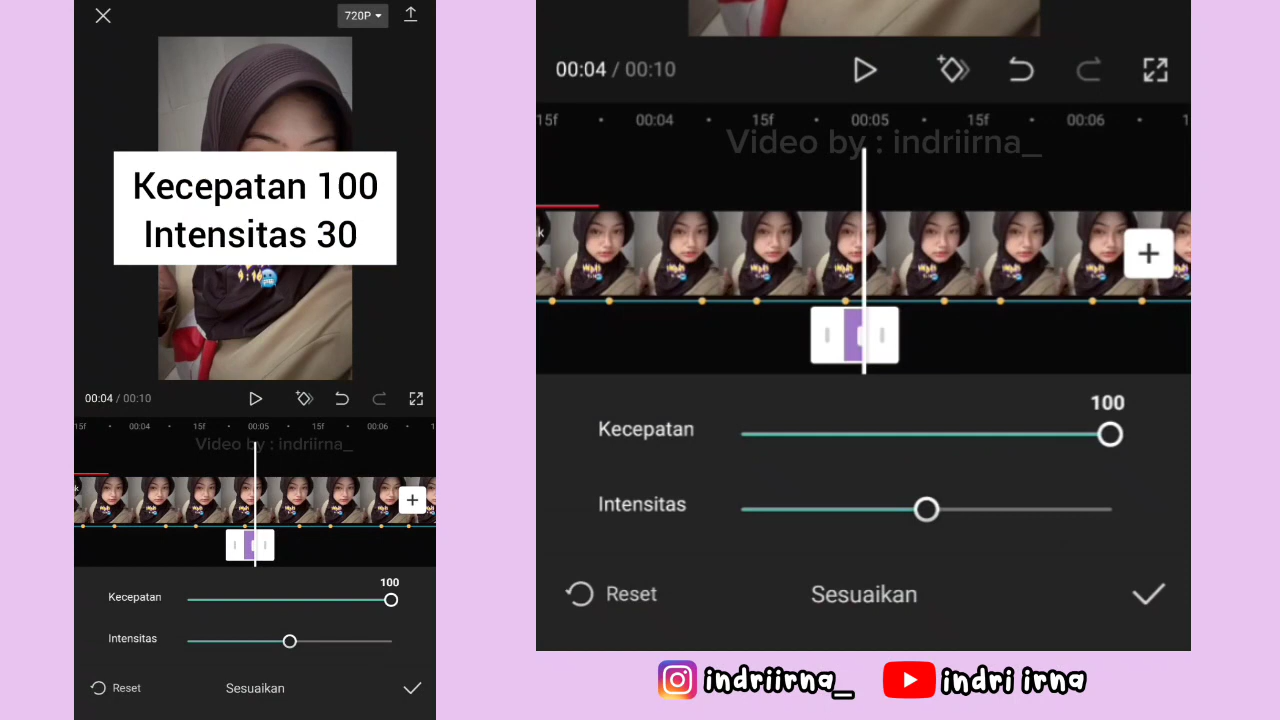 720P
Kecepatan 100
Intensitas 30
00:04 / 00:10
15f 00:04 15f 00:05 00:06
Video by : indriirna_
100
Kecepatan
Intensitas
Reset
Sesuaikan
00:04 / 00:10
15f 00:04 15f 00:05 15f 00:06
Video by : indriirna_
100
Kecepatan
Intensitas
Reset
Sesuaikan
indriirna_
indri irna